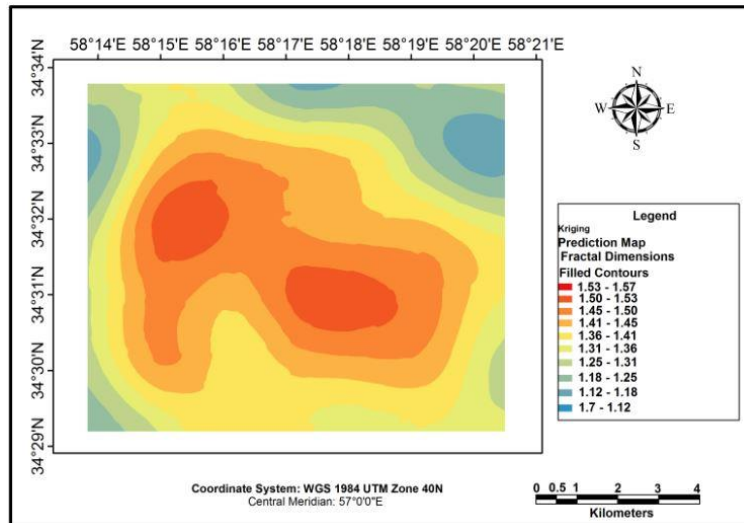 58°14'E 58°15'E 58°16'E 58°17'E 58°18'E 58°19'E 58°20'E 58°21'E
34°34'N
34°33'N
34°32'N
34°31'N
34°30'N
34°29'N
N
W E
S
Legend
Kriging
Prediction Map
Fractal Dimensions
Filled Contours
1.53 - 1.57
1.50 - 1.53
1.45 - 1.50
1.41 - 1.45
1.36 - 1.41
1.31 - 1.36
1.25 - 1.31
1.18 - 1.25
1.12 - 1.18
1.7 - 1.12
Coordinate System: WGS 1984 UTM Zone 40N
Central Meridian: 57°0'0"E
0 0.5 1 2 3 4
Kilometers